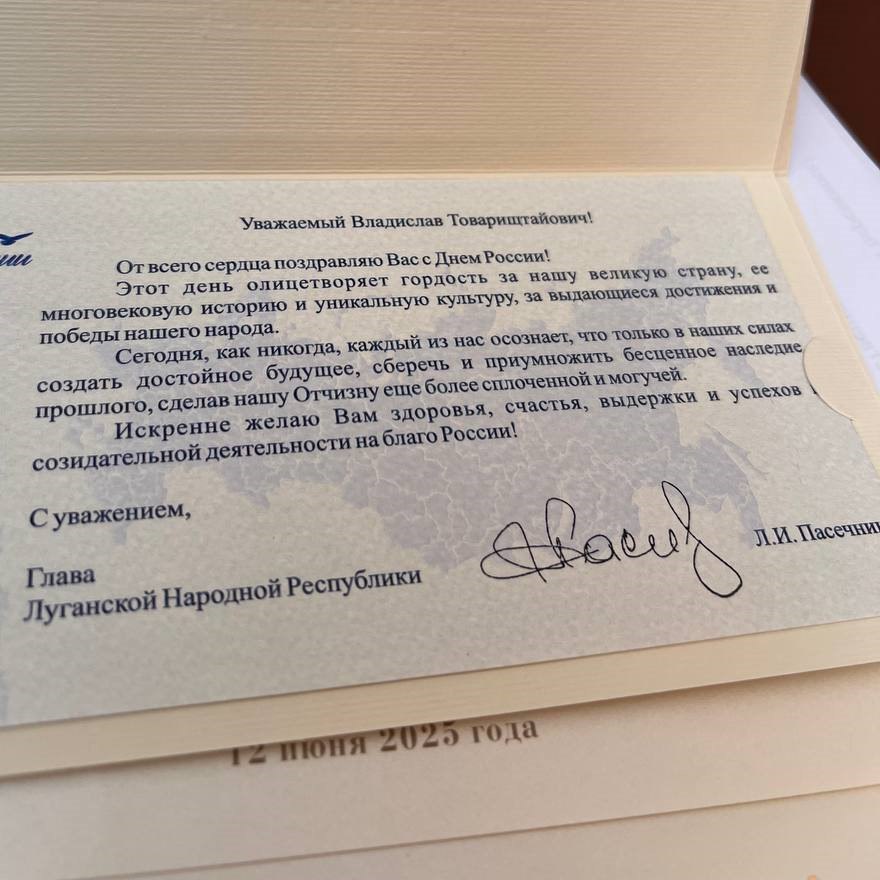 Уважаемый Владислав Товариштайович!
От всего сердца поздравляю Вас с Днем России!
Этот день олицетворяет гордость за нашу великую страну, ее
многовековую историю и уникальную культуру, за выдающиеся достижения и
победы нашего народа.
Сегодня, как никогда, каждый из нас осознает, что только в наших силах
создать достойное будущее, сберечь и приумножить бесценное наследие
прошлого, сделав нашу Отчизну еще более сплоченной и могучей.
Искренне желаю Вам здоровья, счастья, выдержки и успехов
созидательной деятельности на благо России!
С уважением,
Глава
Луганской Народной Республики
Л.И. Пасечник
12 июня 2025 года